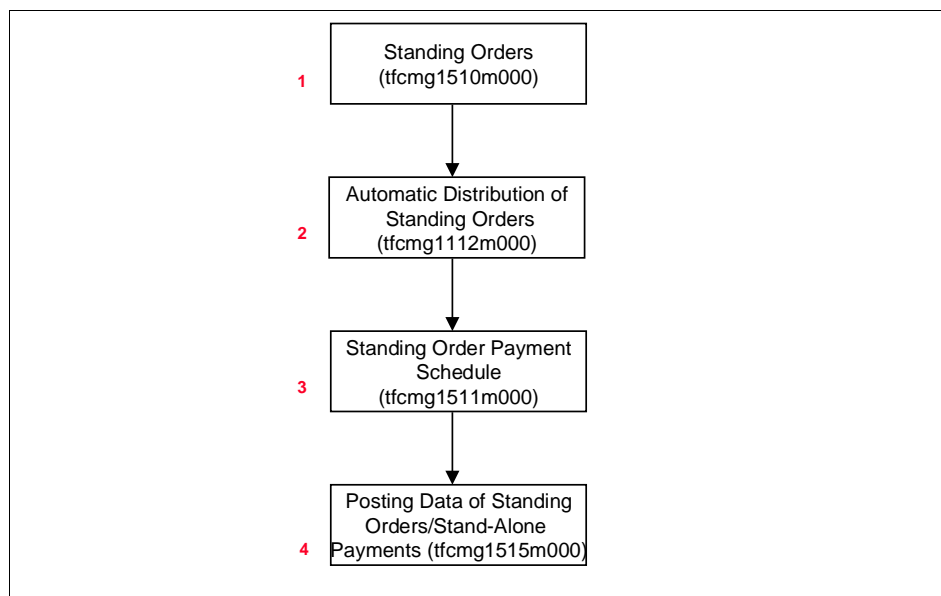 Standing Orders
(tfcmg1510m000)
1
Automatic Distribution of
Standing Orders
(tfcmg1112m000)
2
Standing Order Payment
Schedule
(tfcmg1511m000)
3
Posting Data of Standing
Orders/Stand-Alone
Payments (tfcmg1515m000)
4